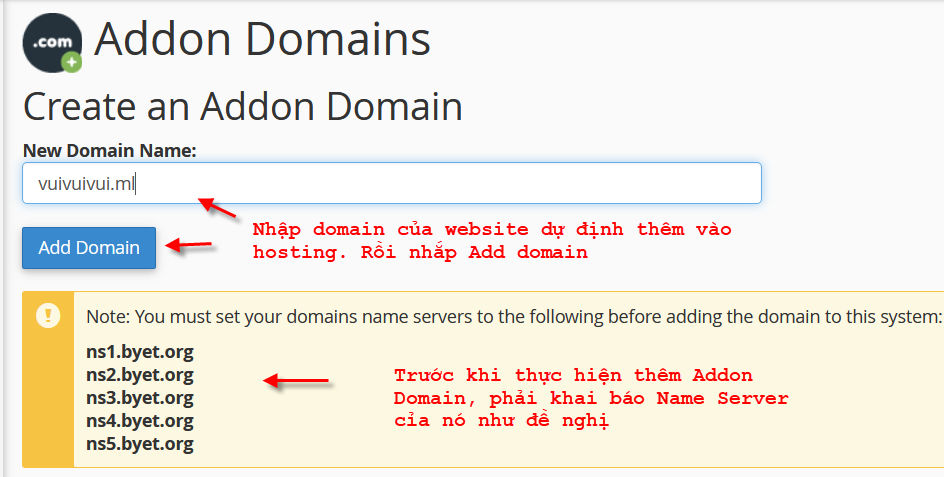 .com
Addon Domains
Create an Addon Domain
New Domain Name:
vuivuivui.ml
Nhập domain của website dự định thêm vào
hosting. Rồi nhắp Add domain
Add Domain
Note: You must set your domains name servers to the following before adding the domain to this system:
ns1.byet.org
ns2.byet.org
ns3.byet.org
ns4.byet.org
ns5.byet.org
Trước khi thực hiện thêm Addon
Domain, phải khai báo Name Server
cỉa nó như đề nghị